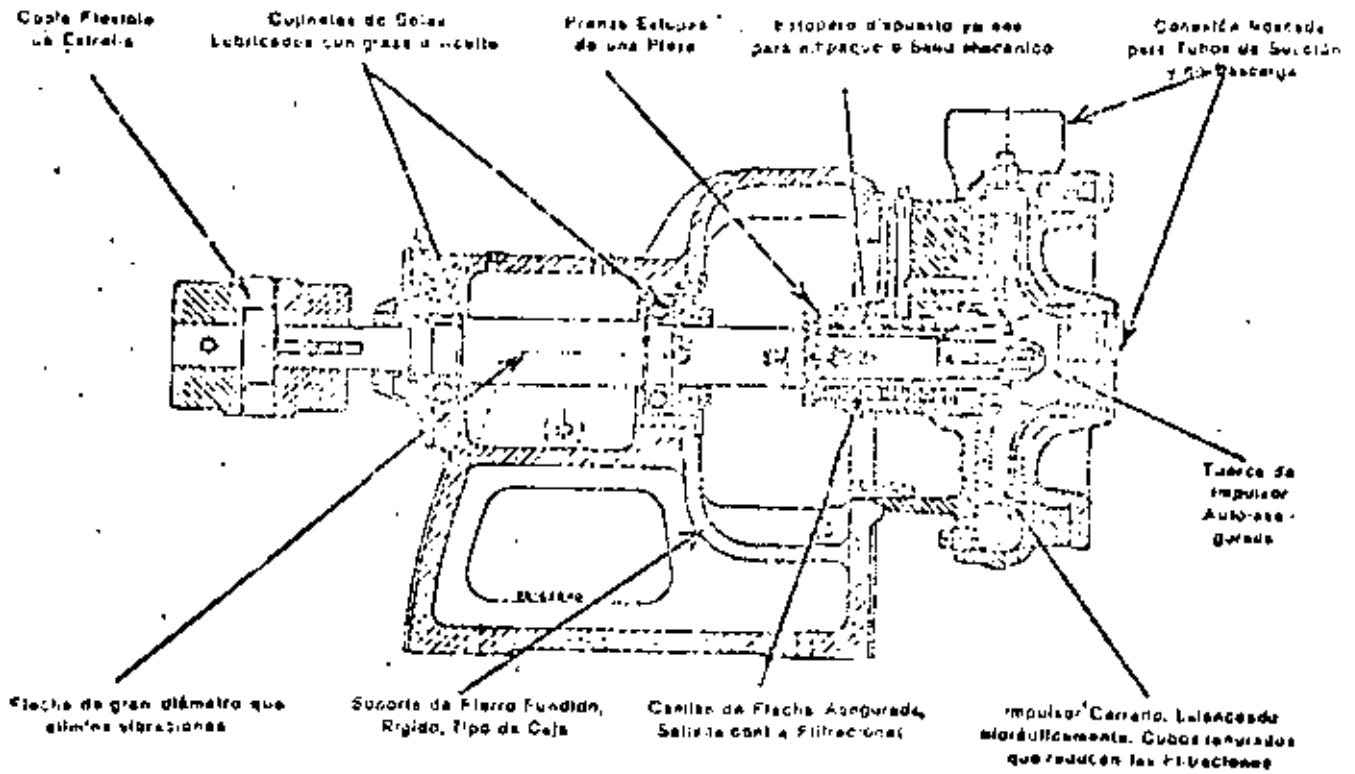 Cople Flexible
de Estrella
Cojinetes de Bolas
Lubricados con grasa o aceite
Prensa Estopas
de una Pieza
Estopero dispuesto ya sea
para empaque o Sello Mecánico
Conexión Roscada
para Tubos de Succión
y de Descarga
Tuerca de
Impulsor
Auto-ase-
gurada
Flecha de gran diámetro que
elimina vibraciones
Soporte de Fierro Fundido,
Rígido, Tipo de Caja
Camisa de Flecha Asegurada,
Sellada contra Filtraciones
Impulsor Cerrado, balanceado
hidráulicamente. Cubos ranurados
que reducen las Filtraciones